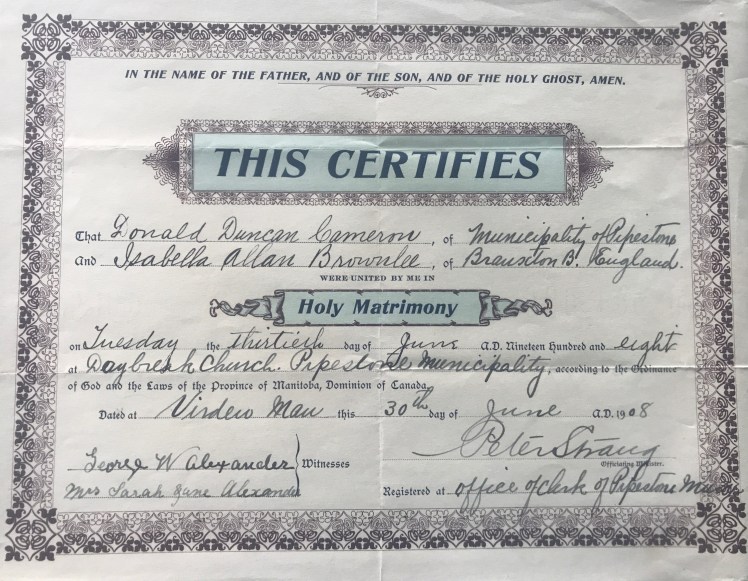 IN THE NAME OF THE FATHER, AND OF THE SON, AND OF THE HOLY GHOST, AMEN.
THIS CERTIFIES
That Donald Duncan Cameron, of Municipality of Pipestone
And Isabella Allan Brownlee, of England.
WERE UNITED BY ME IN
Holy Matrimony
on Tuesday the thirtieth day of June A.D. Nineteen Hundred and eight
at Daybreak Church. Pipestone Municipality, according to the Ordinance
of God and the Laws of the Province of Manitoba, Dominion of Canada.
Dated at Virden Man this 30th day of June A.D. 1908
Peter Strang
George W Alexander Witnesses Officiating Minister.
Mrs Sarah Jane Alexander Registered at office of clerk of Pipestone